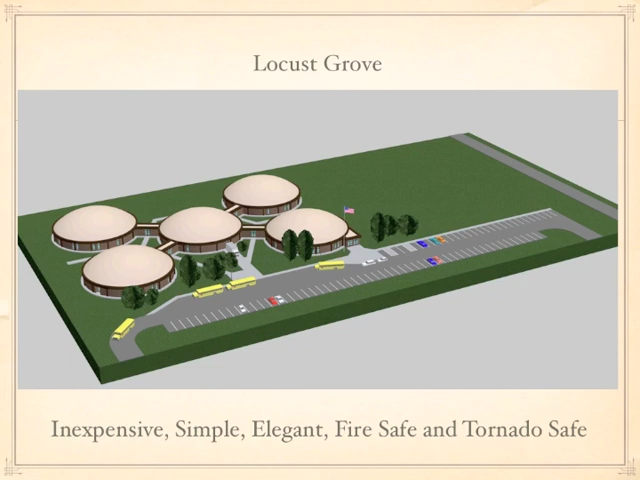 Locust Grove
Inexpensive, Simple, Elegant, Fire Safe and Tornado Safe